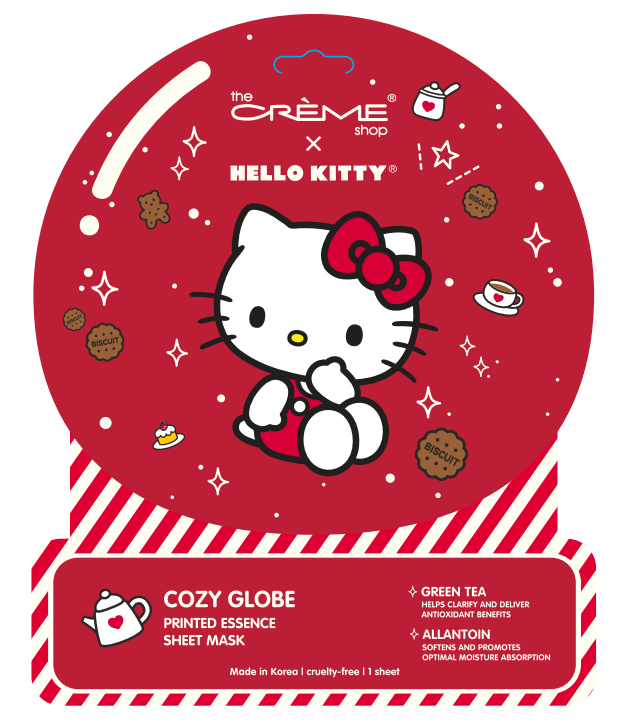 the
CRÈME®
shop
×
HELLO KITTY®
BISCUIT
BISCUIT
BISCUIT
BISCUIT
COZY GLOBE
PRINTED ESSENCE
SHEET MASK
GREEN TEA
HELPS CLARIFY AND DELIVER
ANTIOXIDANT BENEFITS
ALLANTOIN
SOFTENS AND PROMOTES
OPTIMAL MOISTURE ABSORPTION
Made in Korea | cruelty-free | 1 sheet